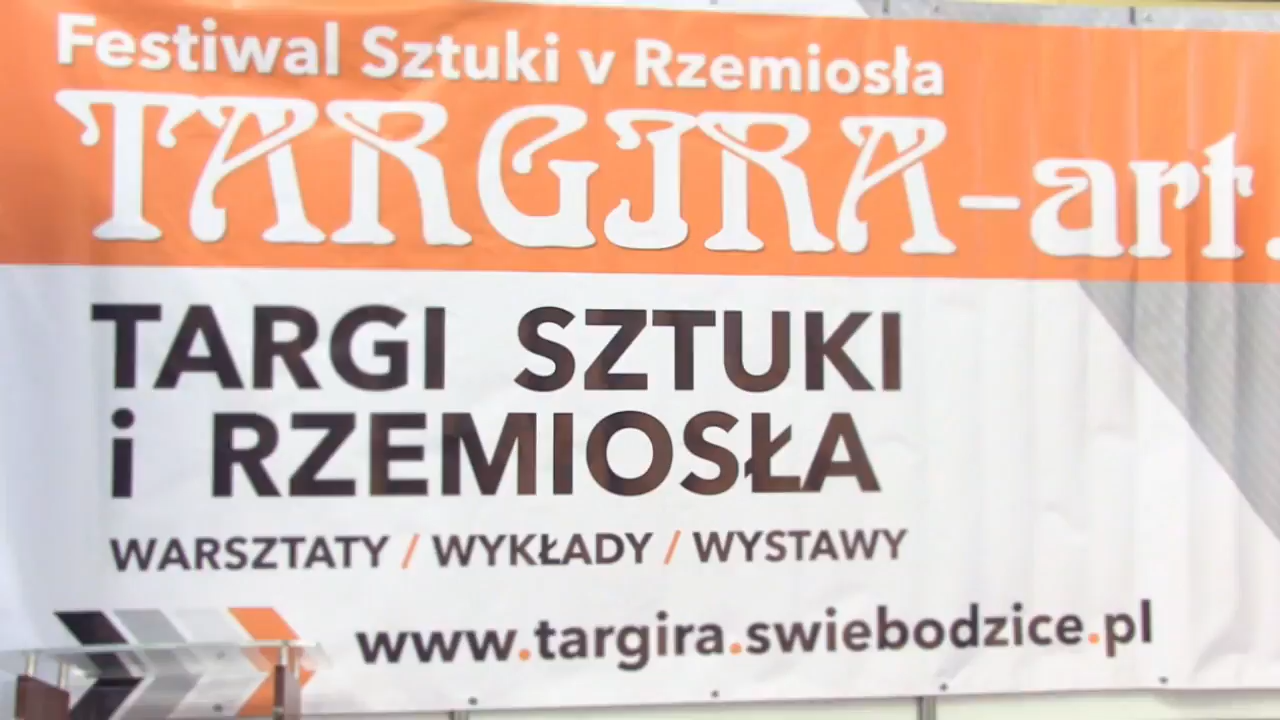 Festiwal Sztuki v Rzemiosła
TARGIRA-art.
TARGI SZTUKI
i RZEMIOSŁA
WARSZTATY / WYKŁADY / WYSTAWY
www.targira.swiebodzice.pl